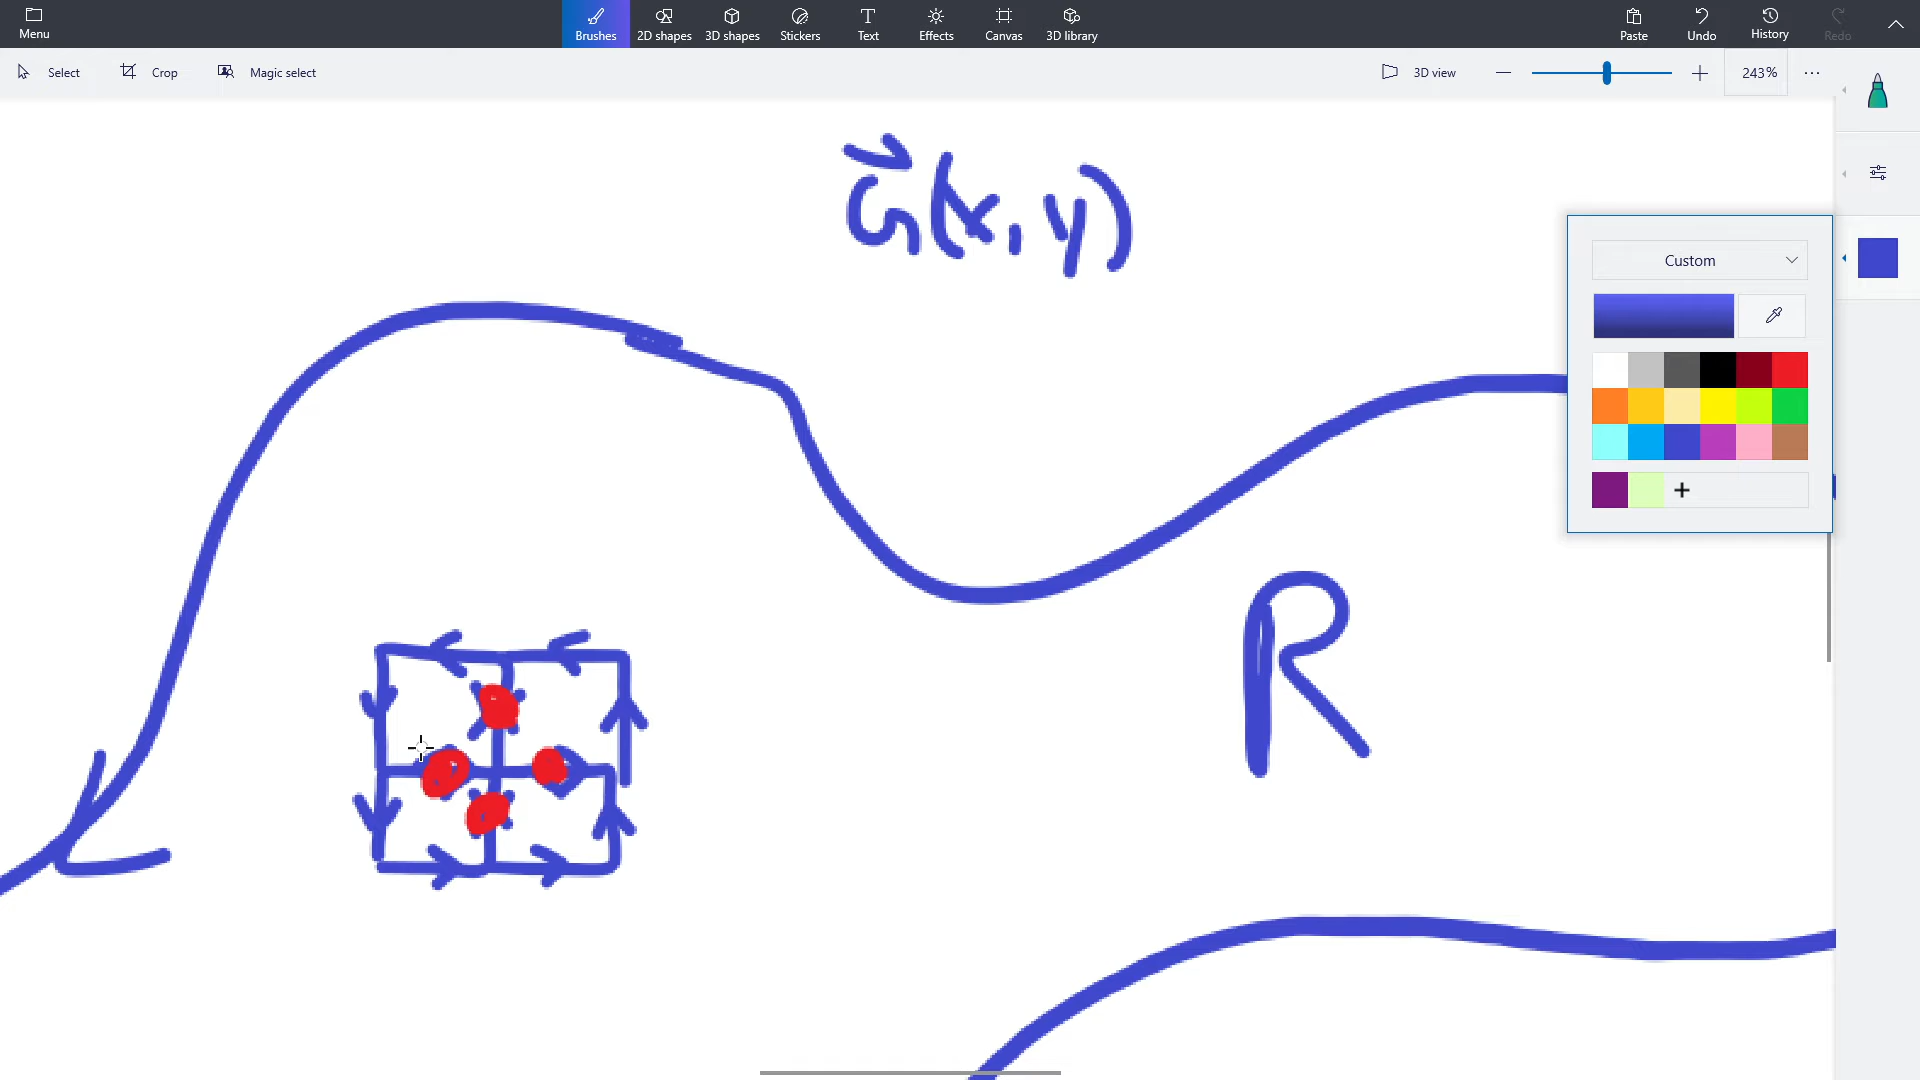 Menu
Brushes
2D shapes
3D shapes
Stickers
Text
Effects
Canvas
3D library
Paste
Undo
History
Redo
Select
Crop
Magic select
3D view
243%
Custom
G(x, y)
R